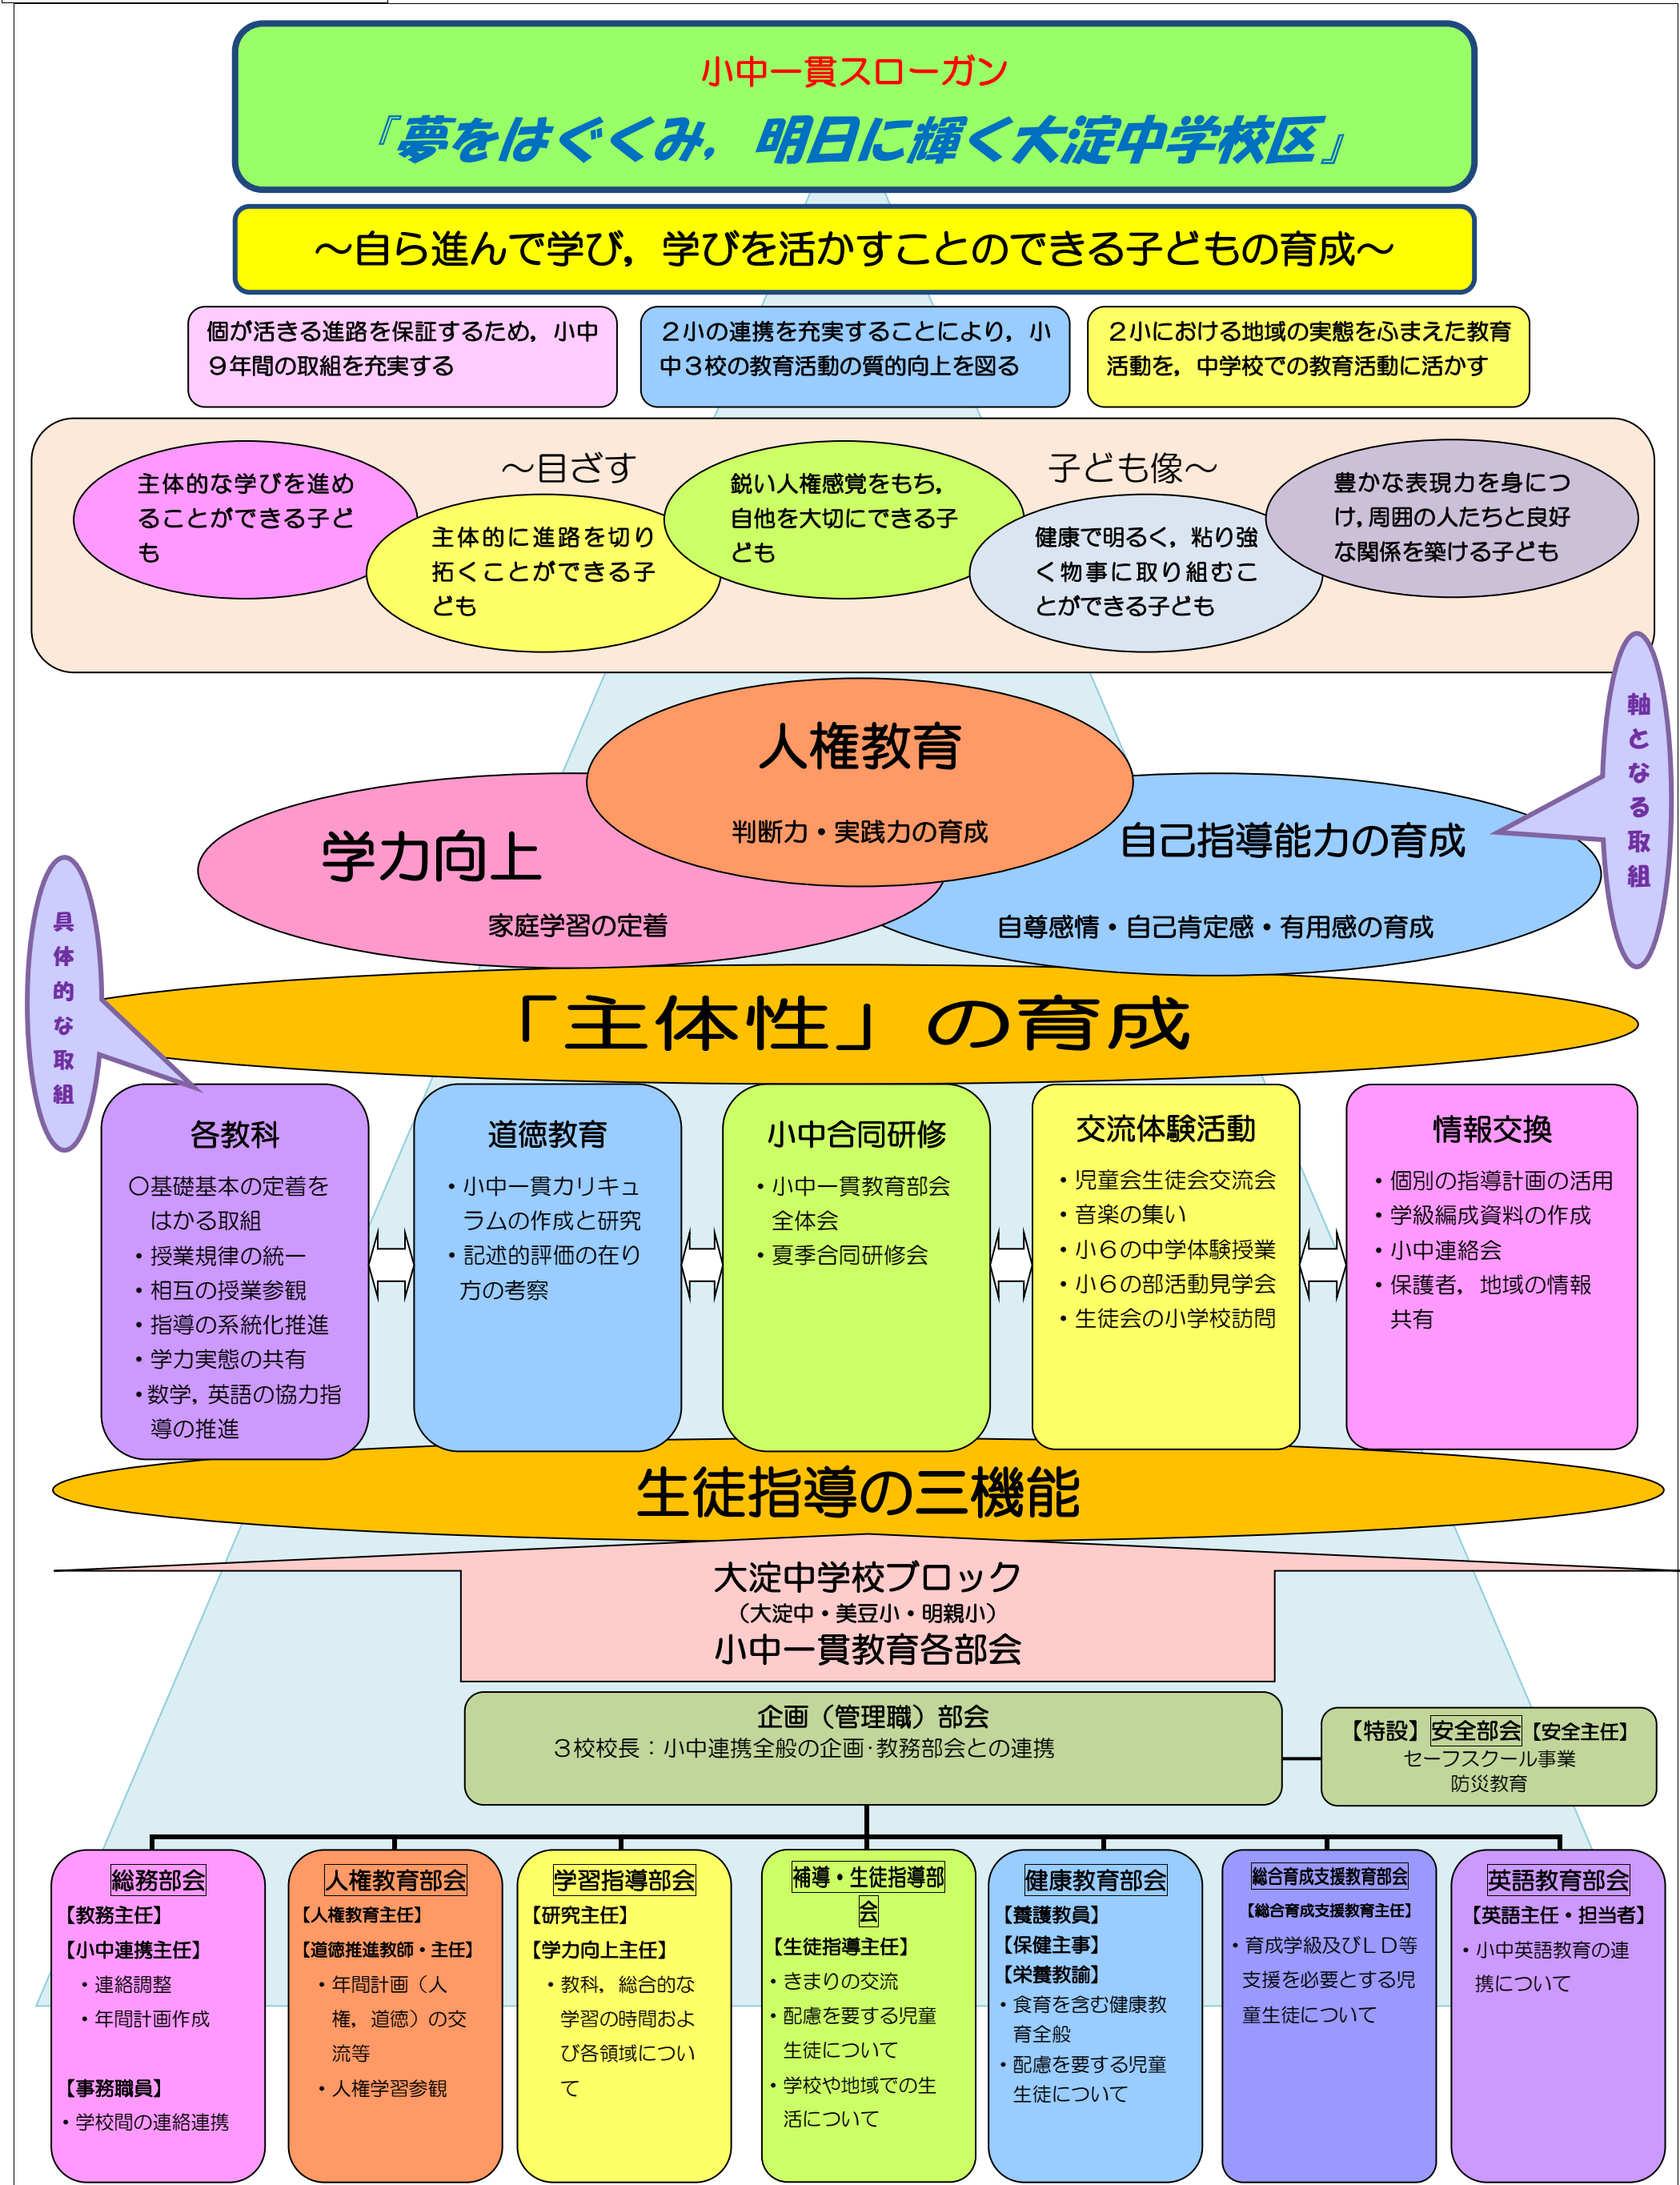 小中一貫スローガン
『夢をはぐくみ，明日に輝く大淀中学校区』
～自ら進んで学び，学びを活かすことのできる子どもの育成～
個が活きる進路を保証するため，小中
９年間の取組を充実する
２小の連携を充実することにより，小
中３校の教育活動の質的向上を図る
２小における地域の実態をふまえた教育
活動を，中学校での教育活動に活かす
～目ざす　子ども像～
主体的な学びを進め
ることができる子ど
も
主体的に進路を切り
拓くことができる子
ども
鋭い人権感覚をもち，
自他を大切にできる子
ども
健康で明るく，粘り強
く物事に取り組むこ
とができる子ども
豊かな表現力を身につ
け，周囲の人たちと良好
な関係を築ける子ども
軸となる取組
人権教育
判断力・実践力の育成
学力向上
家庭学習の定着
自己指導能力の育成
自尊感情・自己肯定感・有用感の育成
具体的な取組
「主体性」の育成
各教科
〇基礎基本の定着を
はかる取組
・授業規律の統一
・相互の授業参観
・指導の系統化推進
・学力実態の共有
・数学，英語の協力指
導の推進
道徳教育
・小中一貫カリキュ
ラムの作成と研究
・記述的評価の在り
方の考察
小中合同研修
・小中一貫教育部会
全体会
・夏季合同研修会
交流体験活動
・児童会生徒会交流会
・音楽の集い
・小６の中学体験授業
・小６の部活動見学会
・生徒会の小学校訪問
情報交換
・個別の指導計画の活用
・学級編成資料の作成
・小中連絡会
・保護者，地域の情報
共有
生徒指導の三機能
大淀中学校ブロック
（大淀中・美豆小・明親小）
小中一貫教育各部会
企画（管理職）部会
３校校長：小中連携全般の企画･教務部会との連携
【特設】安全部会【安全主任】
セーフスクール事業
防災教育
総務部会
【教務主任】
【小中連携主任】
・連絡調整
・年間計画作成
【事務職員】
・学校間の連絡連携
人権教育部会
【人権教育主任】
【道徳推進教師・主任】
・年間計画（人
権，道徳）の交
流等
・人権学習参観
学習指導部会
【研究主任】
【学力向上主任】
・教科，総合的な
学習の時間およ
び各領域につい
て
補導・生徒指導部
会
【生徒指導主任】
・きまりの交流
・配慮を要する児童
生徒について
・学校や地域での生
活について
健康教育部会
【養護教員】
【保健主事】
【栄養教諭】
・食育を含む健康教
育全般
・配慮を要する児童
生徒について
総合育成支援教育部会
【総合育成支援教育主任】
・育成学級及びＬＤ等
支援を必要とする児
童生徒について
英語教育部会
【英語主任・担当者】
・小中英語教育の連
携について